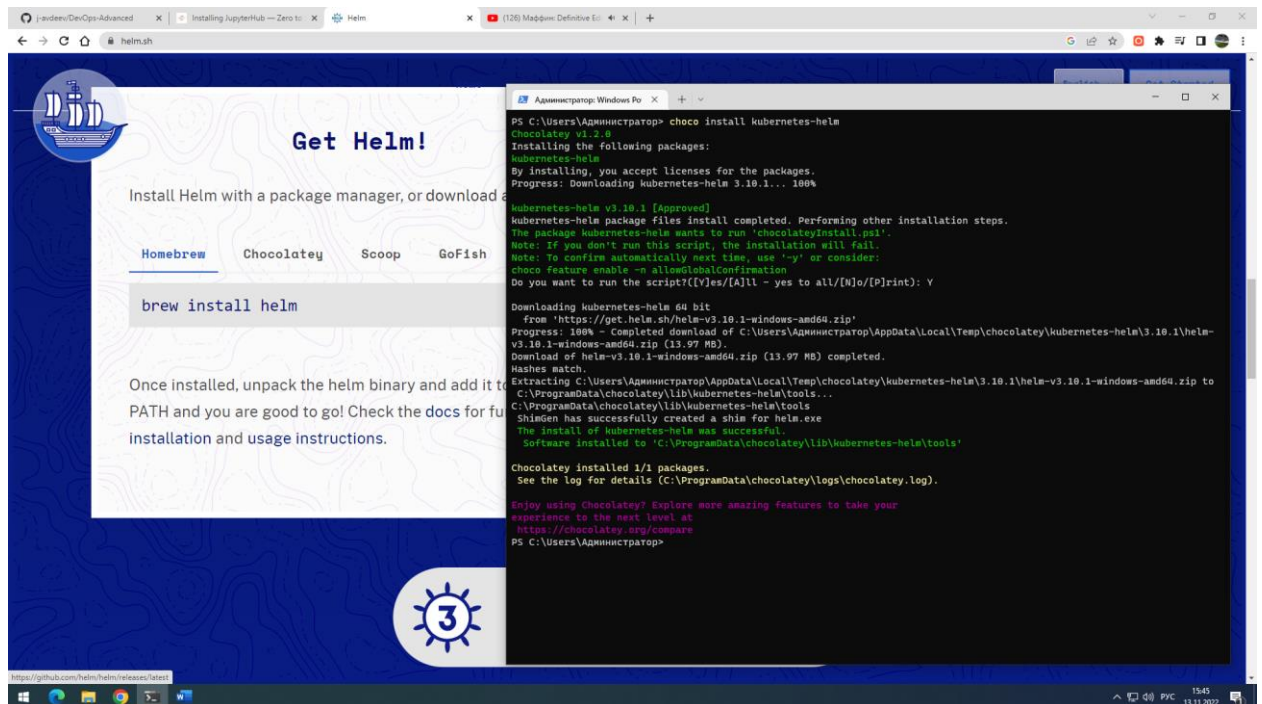 j-avdeev/DevOps-Advanced
Installing JupyterHub — Zero to
Helm
(126) Маффин: Definitive Edi
helm.sh
Get Helm!
Install Helm with a package manager, or download a
Homebrew Chocolatey Scoop GoFish
brew install helm
Once installed, unpack the helm binary and add it to
PATH and you are good to go! Check the docs for fu
installation and usage instructions.
3
https://github.com/helm/helm/releases/latest
Администратор: Windows Po
PS C:\Users\Администратор> choco install kubernetes-helm
Chocolatey v1.2.0
Installing the following packages:
kubernetes-helm
By installing, you accept licenses for the packages.
Progress: Downloading kubernetes-helm 3.10.1... 100%
kubernetes-helm v3.10.1 [Approved]
kubernetes-helm package files install completed. Performing other installation steps.
The package kubernetes-helm wants to run 'chocolateyInstall.ps1'.
Note: If you don't run this script, the installation will fail.
Note: To confirm automatically next time, use '-y' or consider:
choco feature enable -n allowGlobalConfirmation
Do you want to run the script?([Y]es/[A]ll - yes to all/[N]o/[P]rint): Y
Downloading kubernetes-helm 64 bit
from 'https://get.helm.sh/helm-v3.10.1-windows-amd64.zip'
Progress: 100% - Completed download of C:\Users\Администратор\AppData\Local\Temp\chocolatey\kubernetes-helm\3.10.1\helm-
v3.10.1-windows-amd64.zip (13.97 MB).
Download of helm-v3.10.1-windows-amd64.zip (13.97 MB) completed.
Hashes match.
Extracting C:\Users\Администратор\AppData\Local\Temp\chocolatey\kubernetes-helm\3.10.1\helm-v3.10.1-windows-amd64.zip to
C:\ProgramData\chocolatey\lib\kubernetes-helm\tools...
C:\ProgramData\chocolatey\lib\kubernetes-helm\tools
ShimGen has successfully created a shim for helm.exe
The install of kubernetes-helm was successful.
Software installed to 'C:\ProgramData\chocolatey\lib\kubernetes-helm\tools'
Chocolatey installed 1/1 packages.
See the log for details (C:\ProgramData\chocolatey\logs\chocolatey.log).
Enjoy using Chocolatey? Explore more amazing features to take your
experience to the next level at
https://chocolatey.org/compare
PS C:\Users\Администратор>
РУС
15:45
13.11.2022